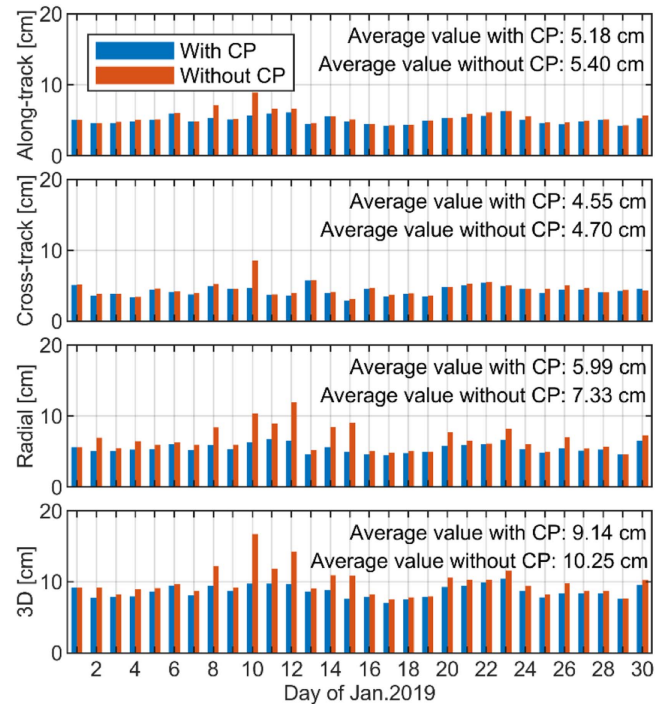 20
Average value with CP: 5.18 cm
With CP
Average value without CP: 5.40 cm
Without CP
10
Along-track [cm]
0
20
Average value with CP: 4.55 cm
Average value without CP: 4.70 cm
10
Cross-track [cm]
0
20
Average value with CP: 5.99 cm
Average value without CP: 7.33 cm
10
Radial [cm]
0
20
Average value with CP: 9.14 cm
Average value without CP: 10.25 cm
10
3D [cm]
0
2 4 6 8 10 12 14 16 18 20 22 24 26 28 30
Day of Jan.2019